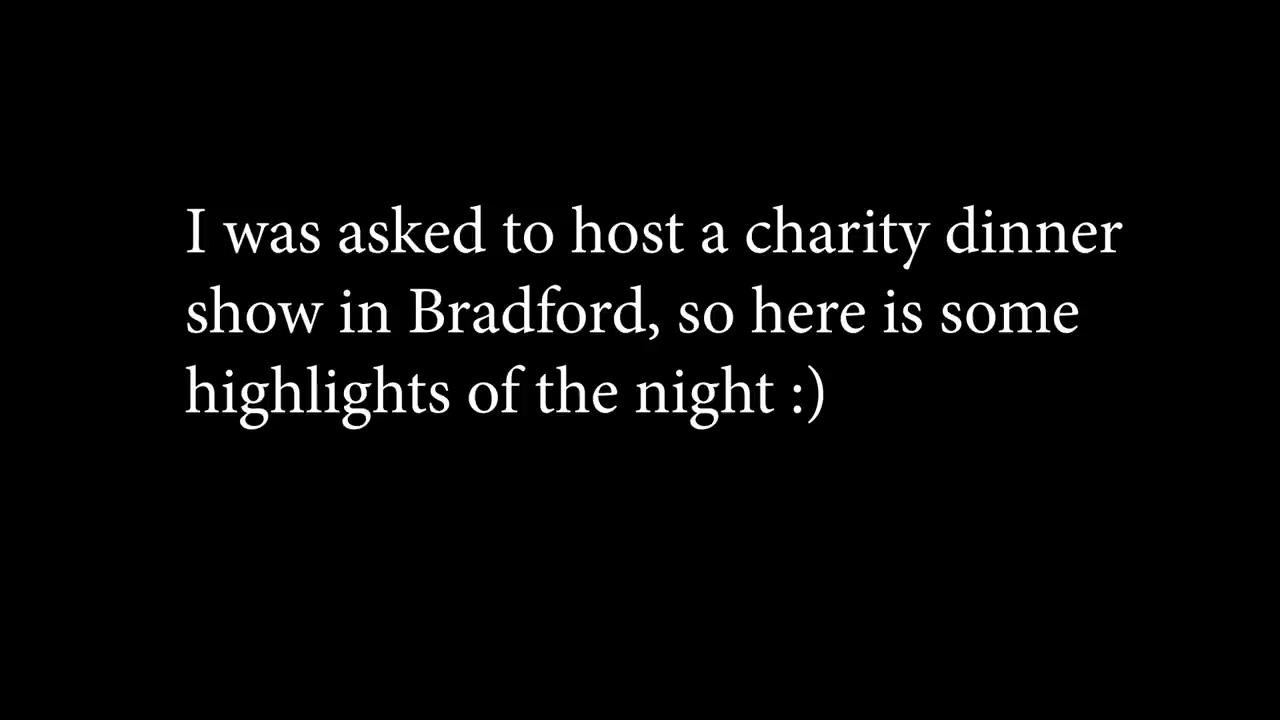 I was asked to host a charity dinner
show in Bradford, so here is some
highlights of the night :)